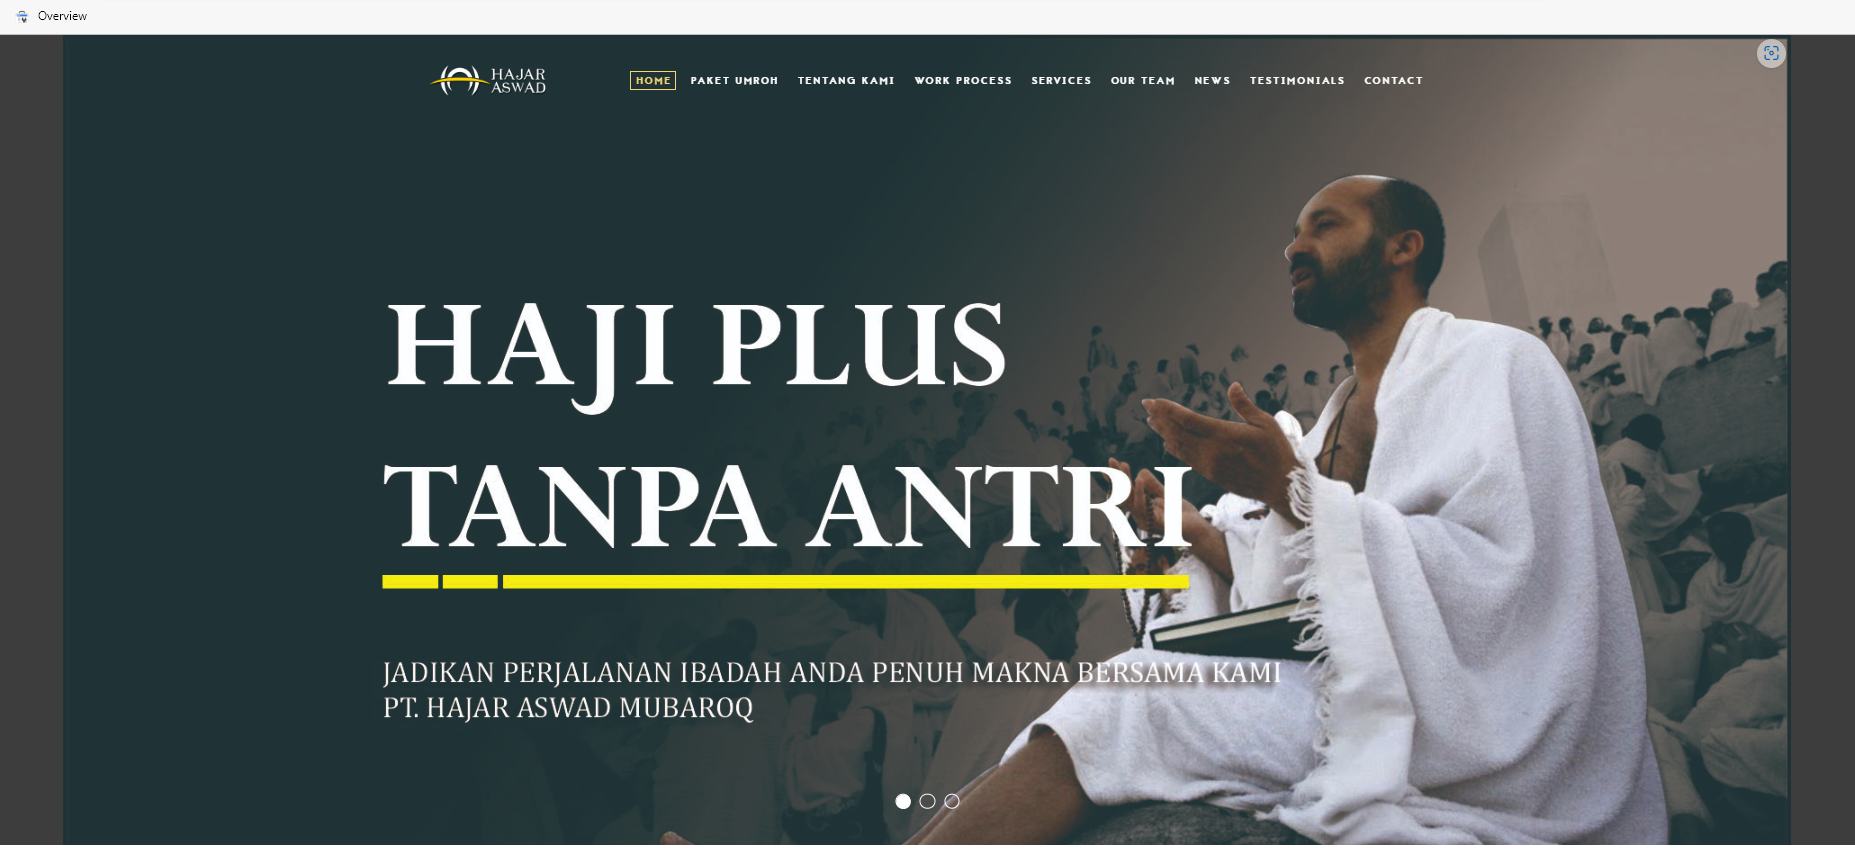 Overview
HAJAR
ASWAD
HOME PAKET UMROH TENTANG KAMI WORK PROCESS SERVICES OUR TEAM NEWS TESTIMONIALS CONTACT
HAJI PLUS
TANPA ANTRI
JADIKAN PERJALANAN IBADAH ANDA PENUH MAKNA BERSAMA KAMI
PT. HAJAR ASWAD MUBAROQ